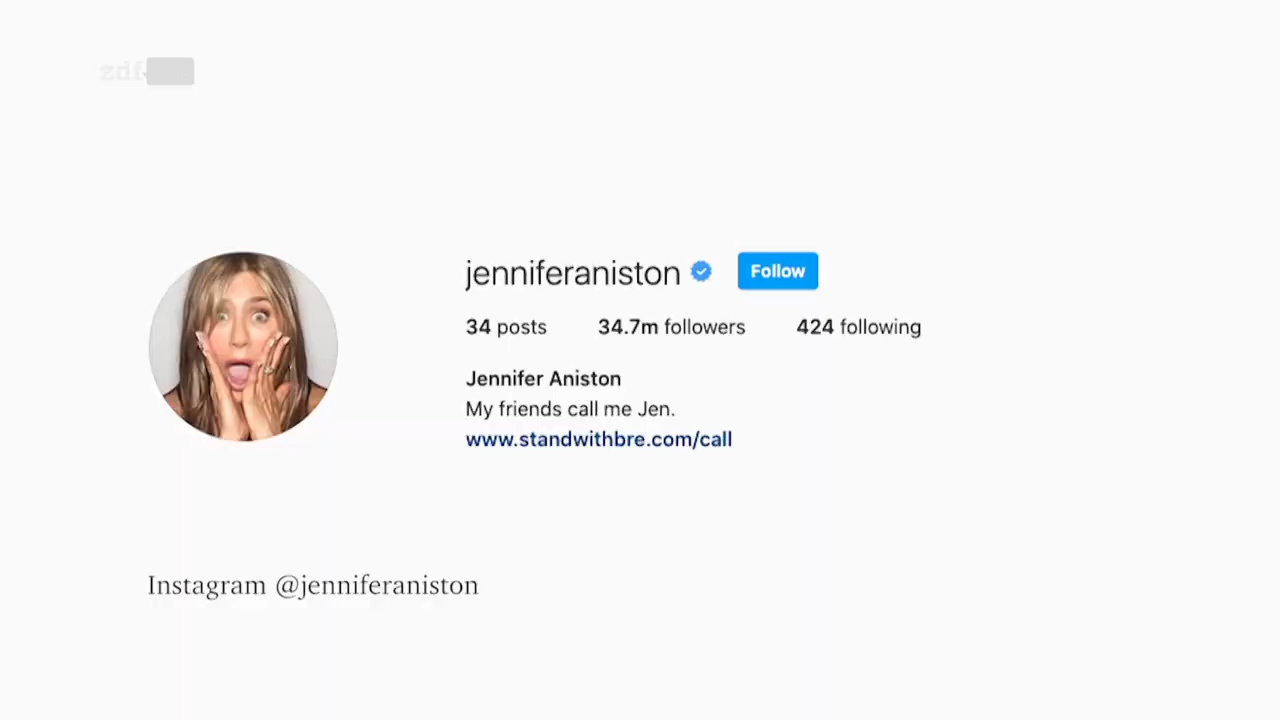 zdf
jenniferaniston Follow
34 posts 34.7m followers 424 following
Jennifer Aniston
My friends call me Jen.
www.standwithbre.com/call
Instagram @jenniferaniston